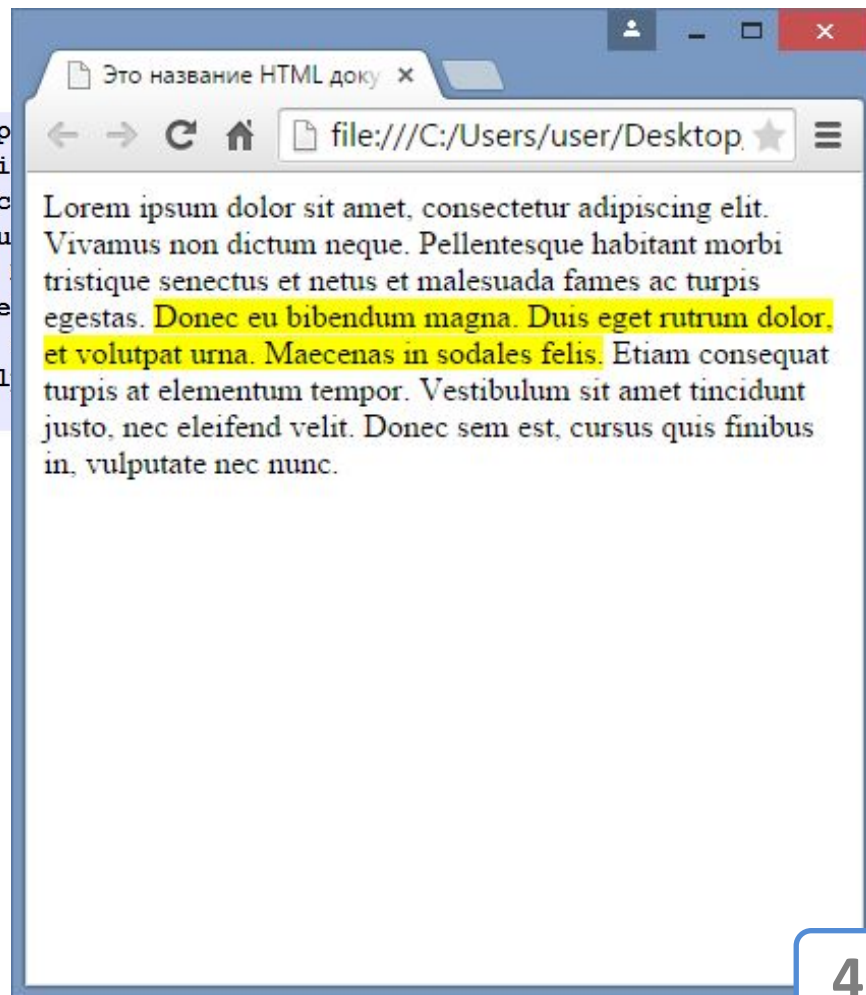 Это название HTML доку
file:///C:/Users/user/Desktop
Lorem ipsum dolor sit amet, consectetur adipiscing elit.
Vivamus non dictum neque. Pellentesque habitant morbi
tristique senectus et netus et malesuada fames ac turpis
egestas. Donec eu bibendum magna. Duis eget rutrum dolor,
et volutpat urna. Maecenas in sodales felis. Etiam consequat
turpis at elementum tempor. Vestibulum sit amet tincidunt
justo, nec eleifend velit. Donec sem est, cursus quis finibus
in, vulputate nec nunc.
4